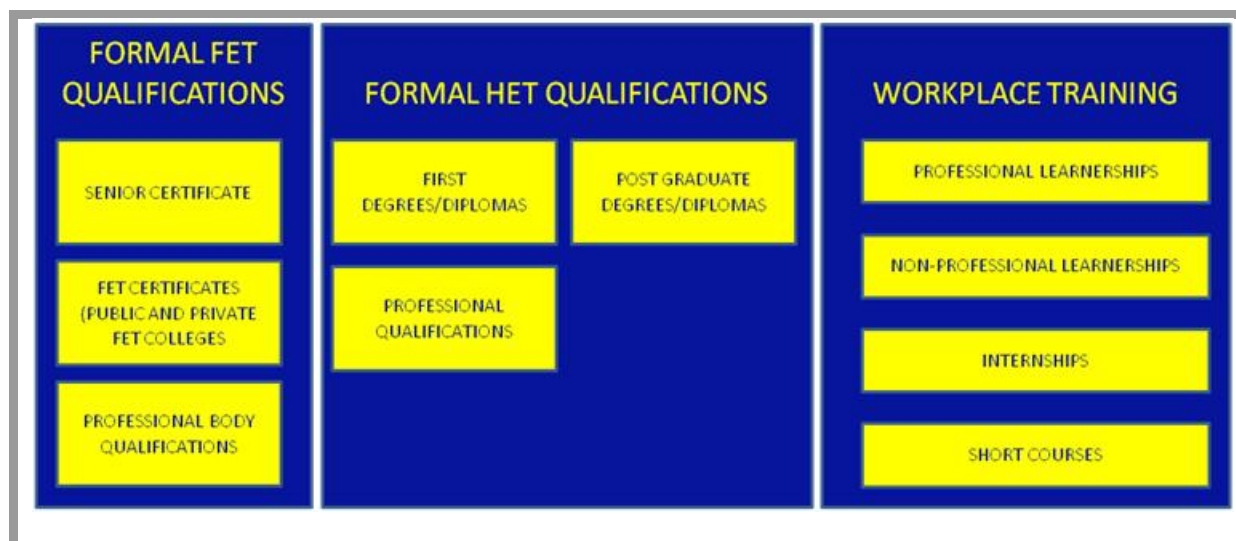 FORMAL FET
QUALIFICATIONS
SENIOR CERTIFICATE
FET CERTIFICATES
(PUBLIC AND PRIVATE
FET COLLEGES
PROFESSIONAL BODY
QUALIFICATIONS
FORMAL HET QUALIFICATIONS
FIRST
DEGREES/DIPLOMAS
POST GRADUATE
DEGREES/DIPLOMAS
PROFESSIONAL
QUALIFICATIONS
WORKPLACE TRAINING
PROFESSIONAL LEARNERSHIPS
NON-PROFESSIONAL LEARNERSHIPS
INTERNSHIPS
SHORT COURSES